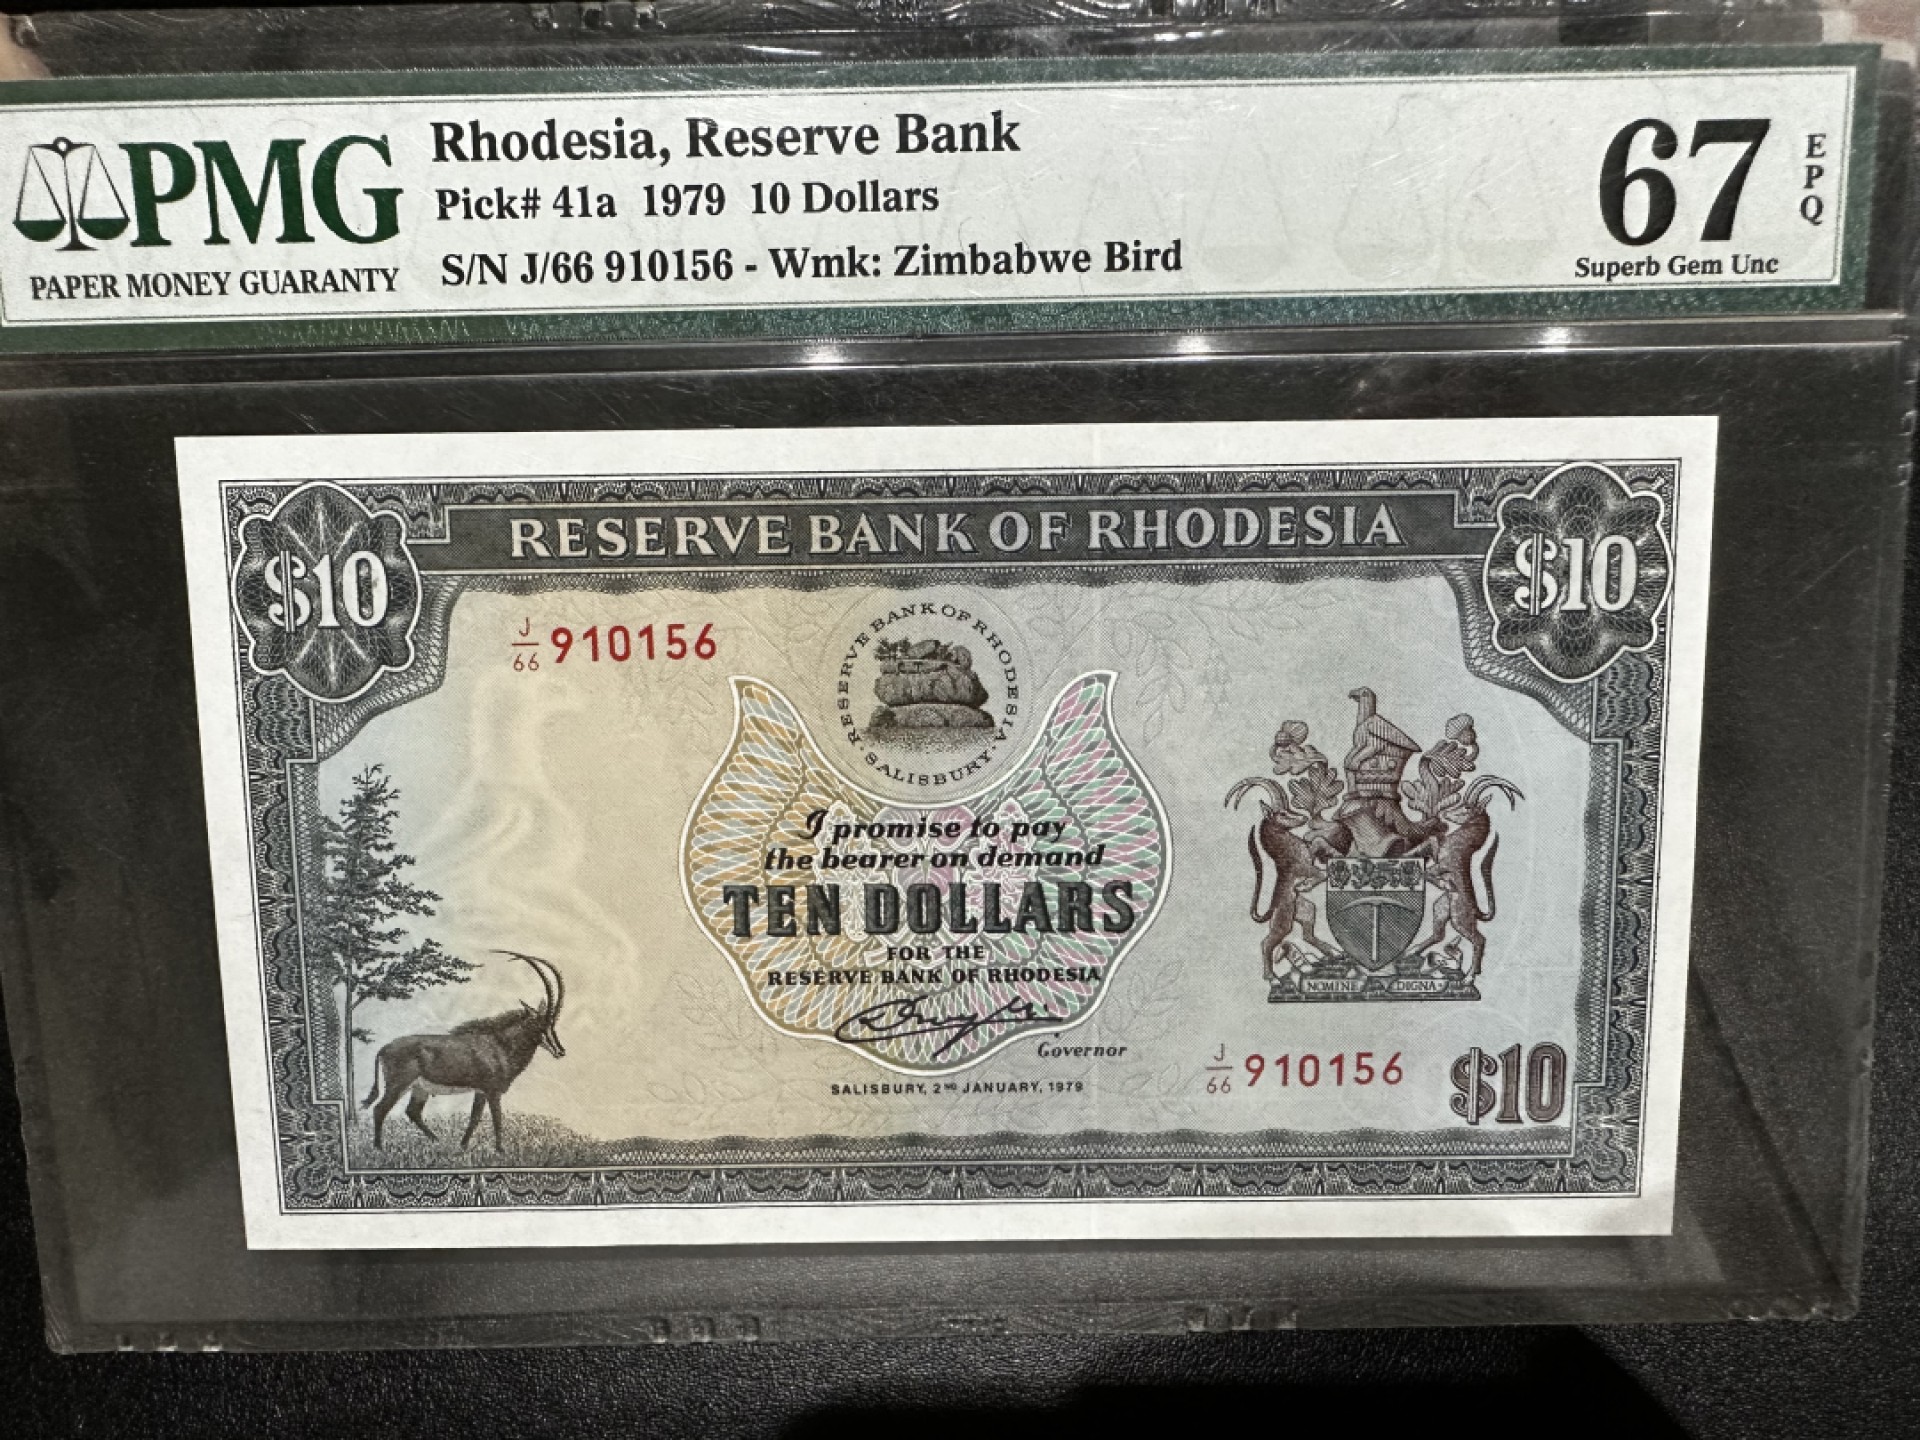 PMG
PAPER MONEY GUARANTY
Rhodesia, Reserve Bank
Pick# 41a 1979 10 Dollars
S/N J/66 910156 - Wmk: Zimbabwe Bird
67
EPQ
Superb Gem Unc
$10
RESERVE BANK OF RHODESIA
$10
J/66 910156
RESERVE BANK OF RHODESIA
· SALISBURY ·
I promise to pay
the bearer on demand
TEN DOLLARS
FOR THE
RESERVE BANK OF RHODESIA
Governor
SALISBURY, 2ND JANUARY, 1979
NOMINE DIGNA
J/66 910156
$10